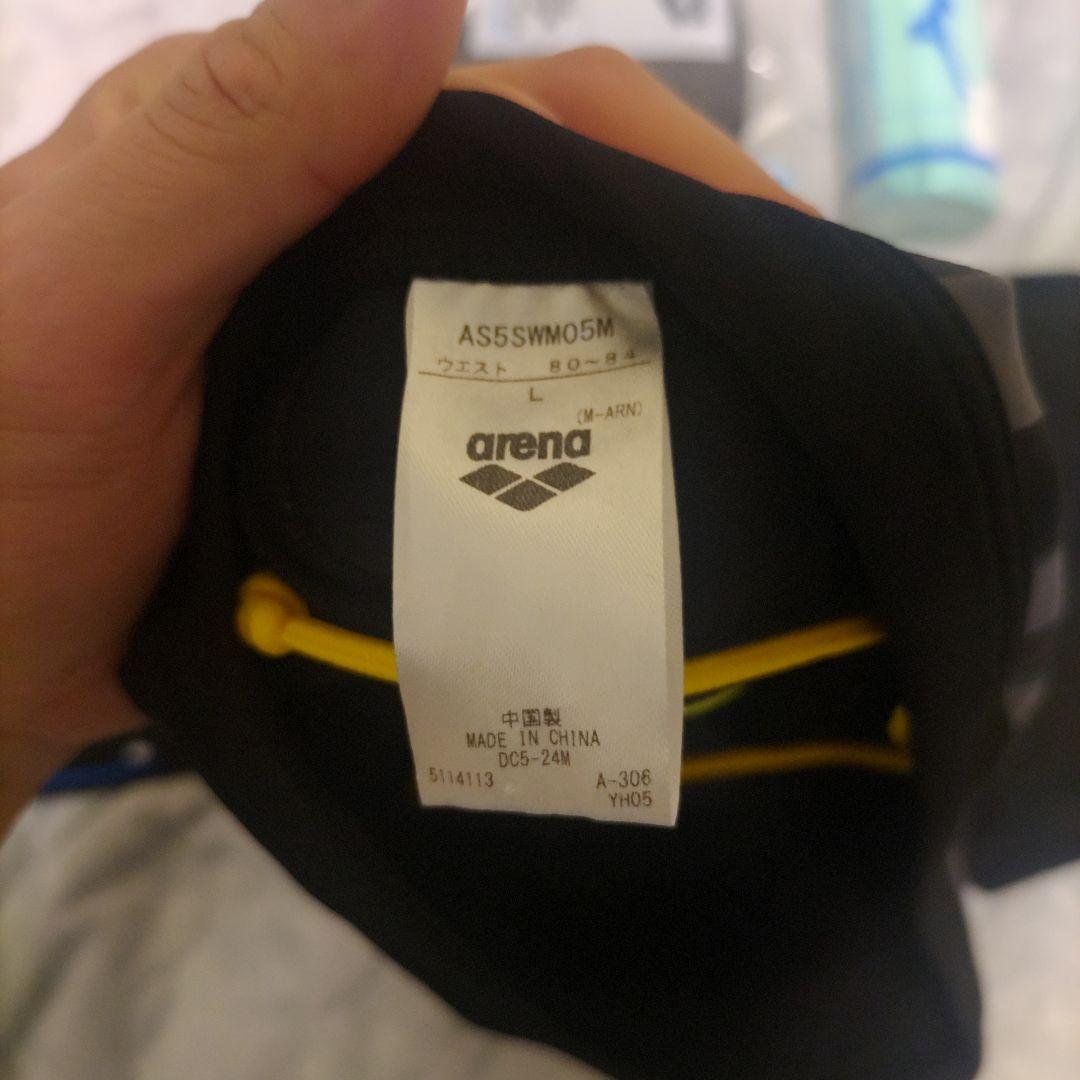 AS5SWM05M
ウエスト 80～84
L
(M-ARN)
arena
中国製
MADE IN CHINA
DC5-24M
5114113 A-306
YH05